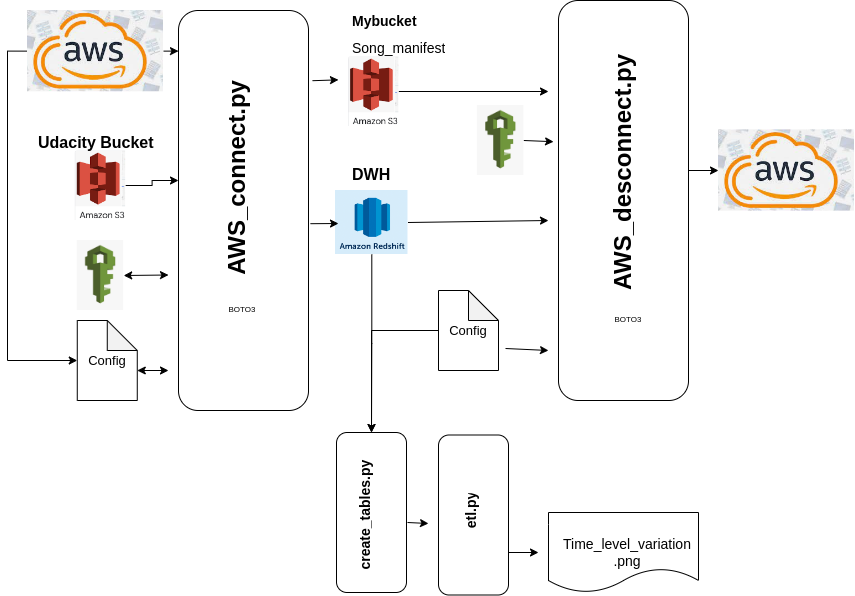 aws
Udacity Bucket
Amazon S3
Config
AWS_connect.py
BOTO3
Mybucket
Song_manifest
Amazon S3
DWH
Amazon Redshift
Config
AWS_desconnect.py
BOTO3
aws
create_tables.py
etl.py
Time_level_variation
.png